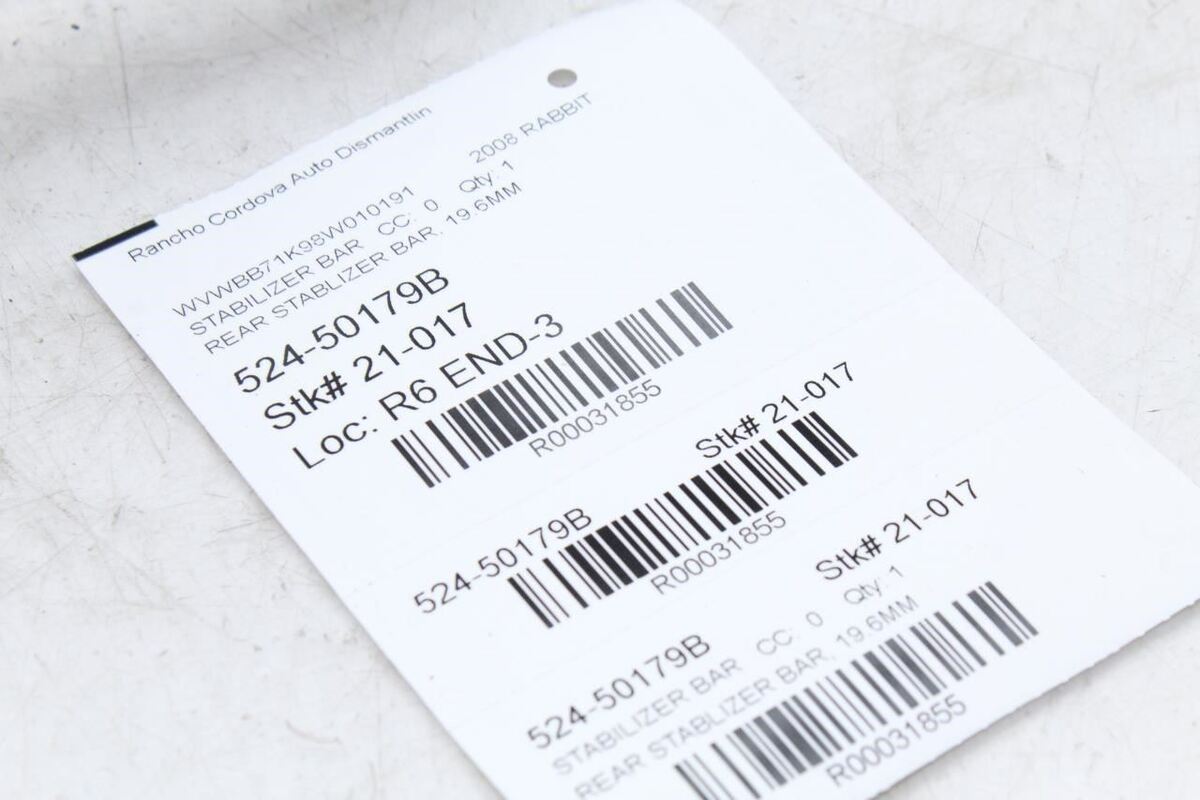 Rancho Cordova Auto Dismantlin
2008 RABBIT
WVWBB71K98W010191
STABILIZER BAR CC: 0 Qty: 1
REAR STABLIZER BAR, 19.6MM
524-50179B
Stk# 21-017
Loc: R6 END-3
R00031855
524-50179B Stk# 21-017
R00031855
524-50179B Stk# 21-017
STABILIZER BAR CC: 0 Qty: 1
REAR STABLIZER BAR, 19.6MM
R00031855